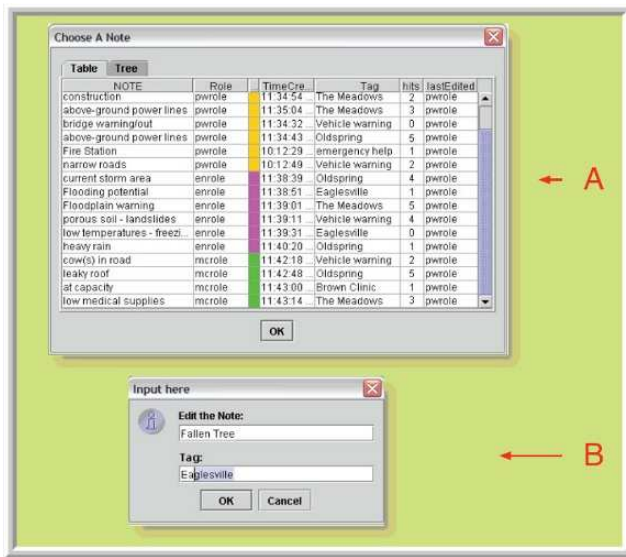 Choose A Note
Table Tree
NOTE Role ... TimeCre... Tag hits lastEdited
construction pwrole 11:34:54 ... The Meadows 2 pwrole
above-ground power lines pwrole 11:35:04 ... The Meadows 3 pwrole
bridge warning/out pwrole 11:34:32 ... Vehicle warning 0 pwrole
above-ground power lines pwrole 11:34:43 ... Oldspring 5 pwrole
Fire Station pwrole 10:12:29 ... emergency help 1 pwrole
narrow roads pwrole 10:12:49 ... Vehicle warning 2 pwrole
current storm area enrole 11:38:39 ... Oldspring 4 pwrole
Flooding potential enrole 11:38:51 ... Eaglesville 1 pwrole
Floodplain warning enrole 11:39:01 ... The Meadows 5 pwrole
porous soil - landslides enrole 11:39:11 ... Vehicle warning 4 pwrole
low temperatures - freezi... enrole 11:39:31 ... Eaglesville 0 pwrole
heavy rain enrole 11:40:20 ... Oldspring 1 pwrole
cow(s) in road mcrole 11:42:18 ... Vehicle warning 2 pwrole
leaky roof mcrole 11:42:48 ... Oldspring 5 pwrole
at capacity mcrole 11:43:00 ... Brown Clinic 1 pwrole
low medical supplies mcrole 11:43:14 ... The Meadows 3 pwrole
OK
A
Input here
Edit the Note:
Fallen Tree
Tag:
Eaglesville
OK Cancel
B